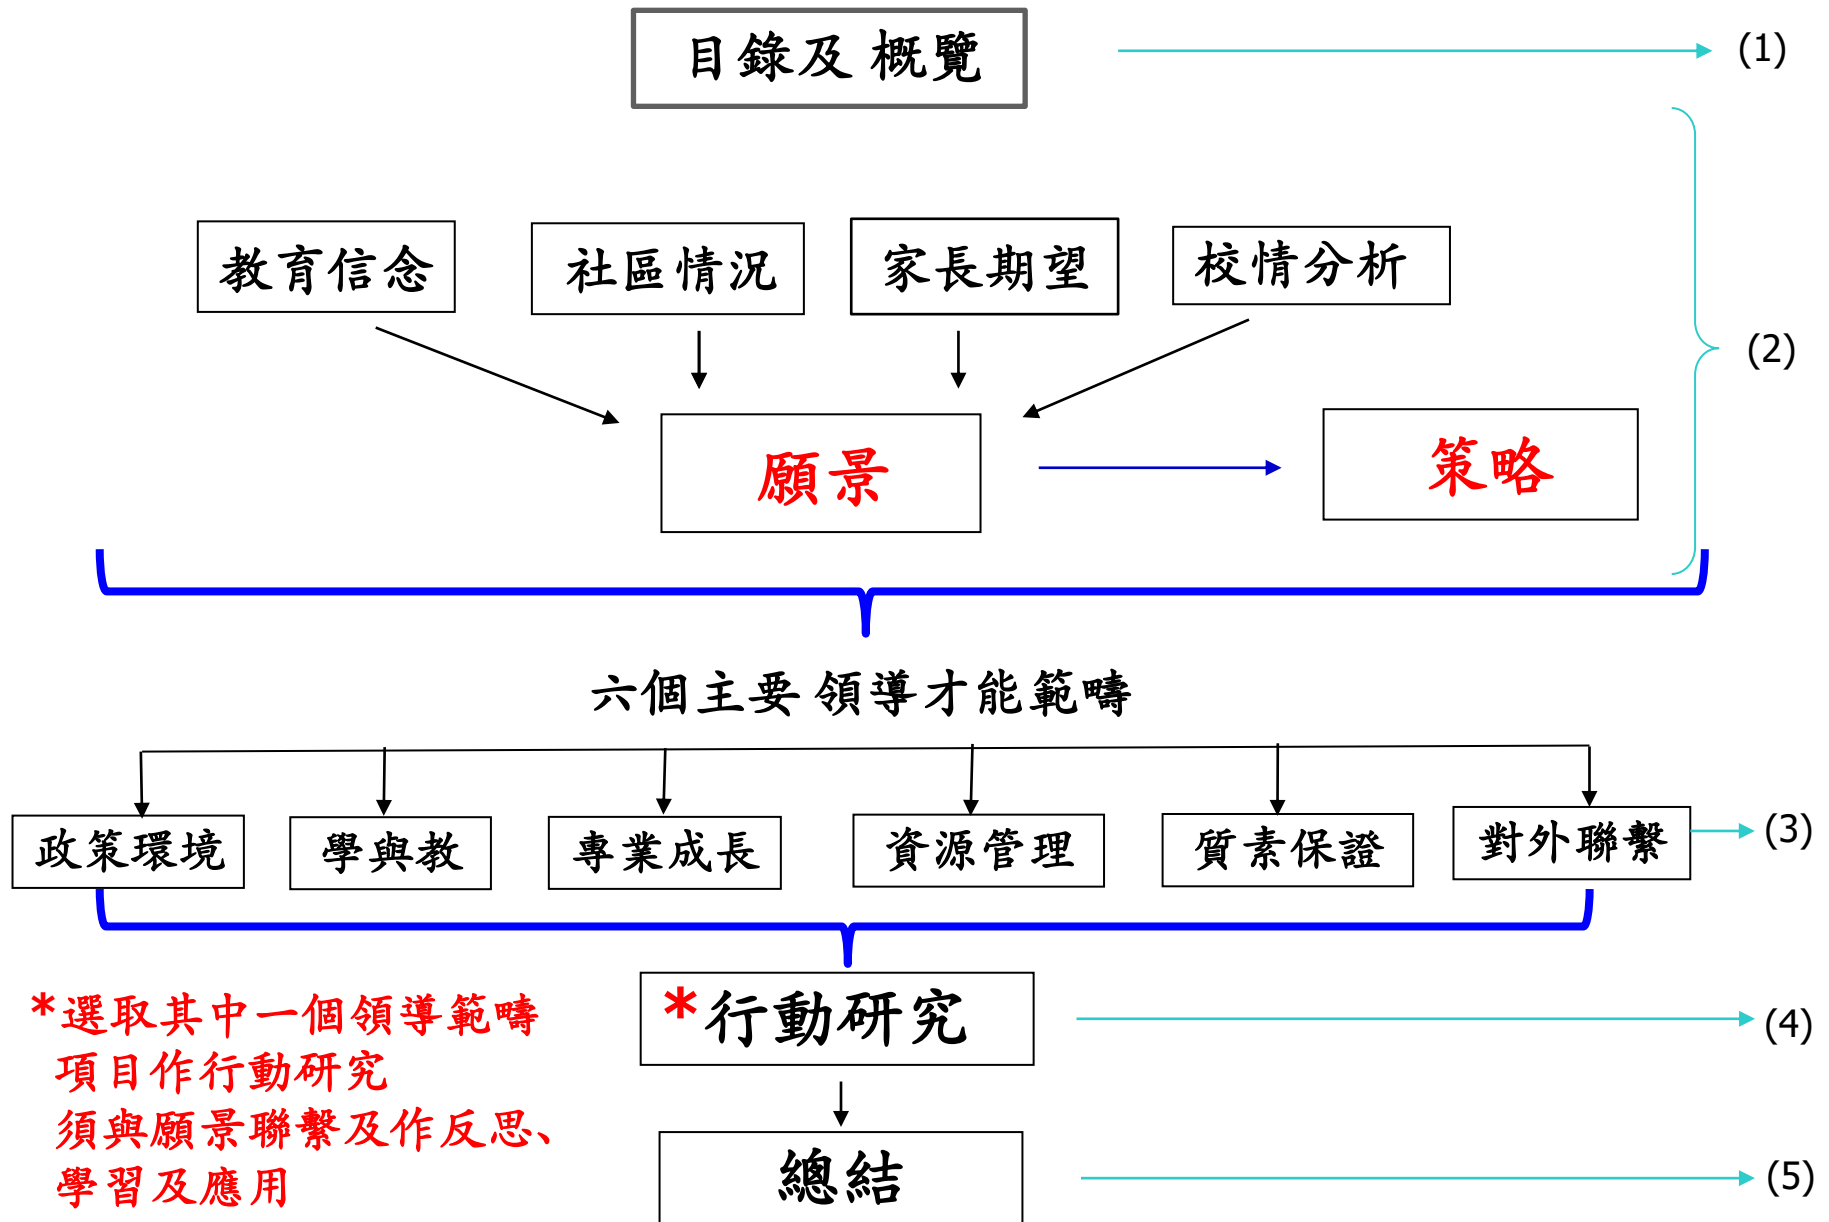 目錄及 概覽
(1)
教育信念
社區情況
家長期望
校情分析
(2)
願景
策略
六個主要 領導才能範疇
政策環境
學與教
專業成長
資源管理
質素保證
對外聯繫
(3)
*行動研究
(4)
*選取其中一個領導範疇
項目作行動研究
須與願景聯繫及作反思、
學習及應用
總結
(5)